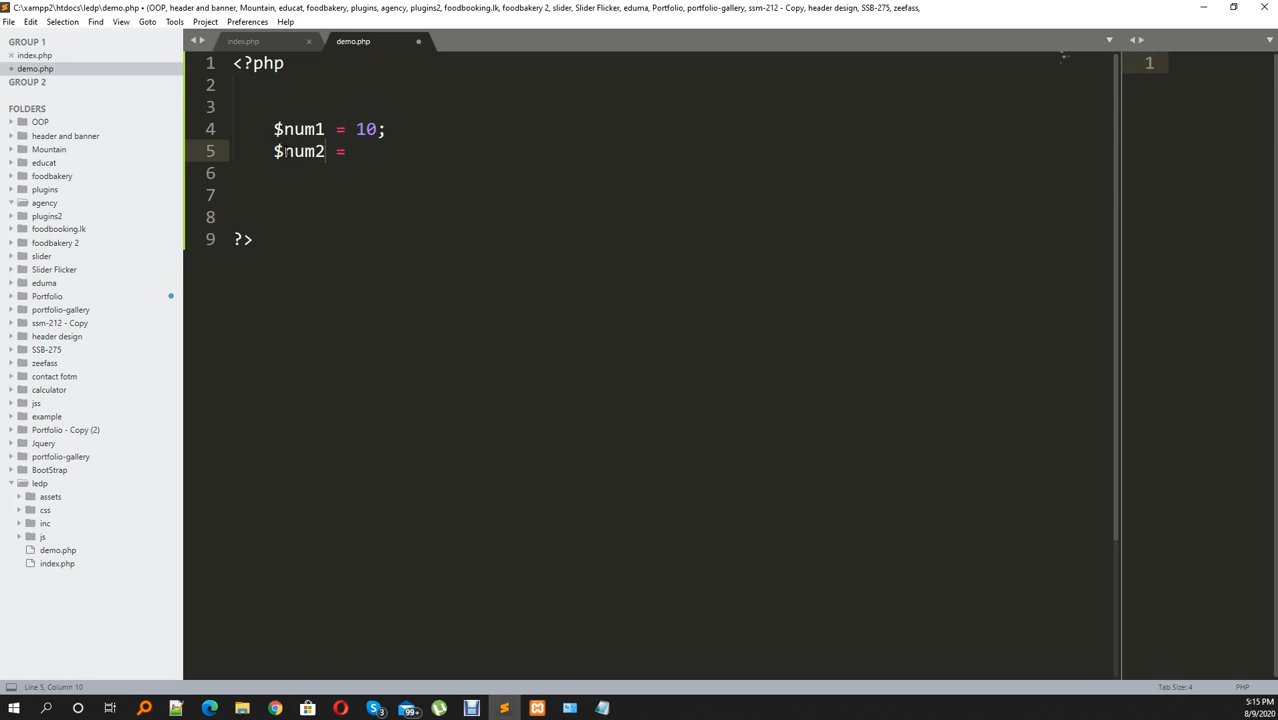 C:\xampp2\htdocs\ledp\demo.php • (OOP, header and banner, Mountain, educat, foodbakery, plugins, agency, plugins2, foodbooking.lk, foodbakery 2, slider, Slider Flicker, eduma, Portfolio, portfolio-gallery, ssm-212 - Copy, header design, SSB-275, zeefass,
File Edit Selection Find View Goto Tools Project Preferences Help
GROUP 1
index.php
demo.php
GROUP 2
FOLDERS
OOP
header and banner
Mountain
educat
foodbakery
plugins
agency
plugins2
foodbooking.lk
foodbakery 2
slider
Slider Flicker
eduma
Portfolio
portfolio-gallery
ssm-212 - Copy
header design
SSB-275
zeefass
contact fotm
calculator
jss
example
Portfolio - Copy (2)
Jquery
portfolio-gallery
BootStrap
ledp
assets
css
inc
js
demo.php
index.php
index.php demo.php
1 <?php
2
3
4 $num1 = 10;
5 $num2 =
6
7
8
9 ?>
1
Line 5, Column 10
Tab Size: 4 PHP
3
99+
5:15 PM
8/9/2020